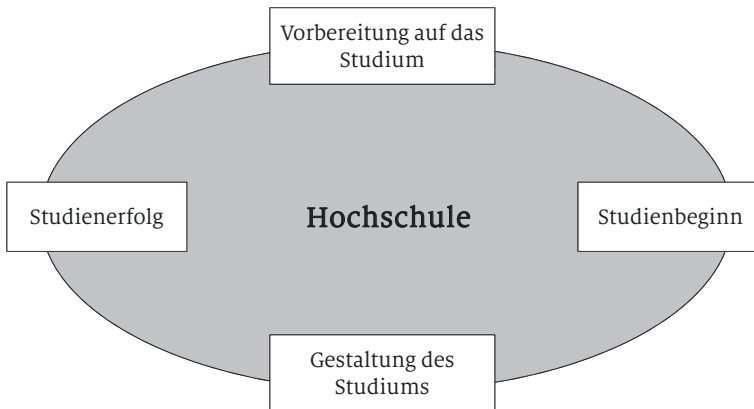 Vorbereitung auf das
Studium
Studienerfolg
Hochschule
Studienbeginn
Gestaltung des
Studiums